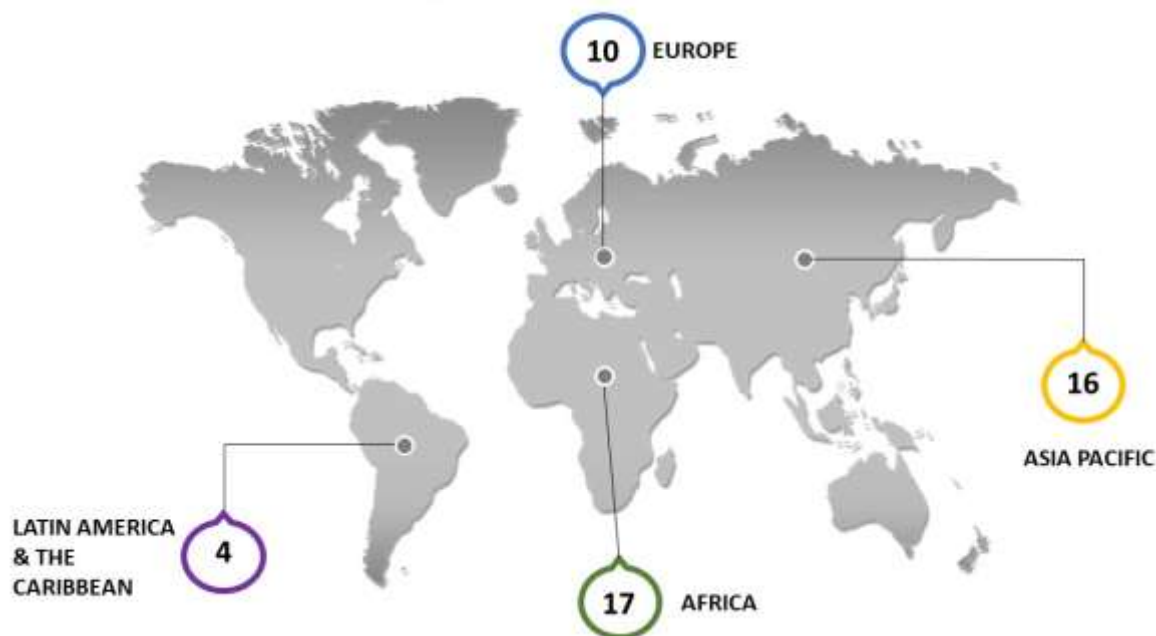 10 EUROPE
16
ASIA PACIFIC
LATIN AMERICA
& THE
CARIBBEAN
4
17 AFRICA